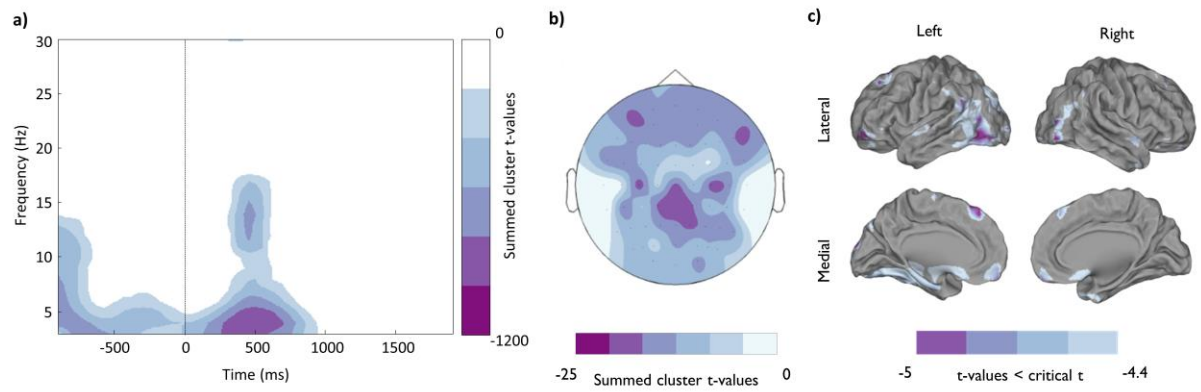 a)
30
25
20
15
10
5
Frequency (Hz)
-500
0
500
1000
1500
Time (ms)
0
-1200
Summed cluster t-values
b)
-25
0
Summed cluster t-values
c)
Left
Right
Lateral
Medial
-5
-4.4
t-values < critical t